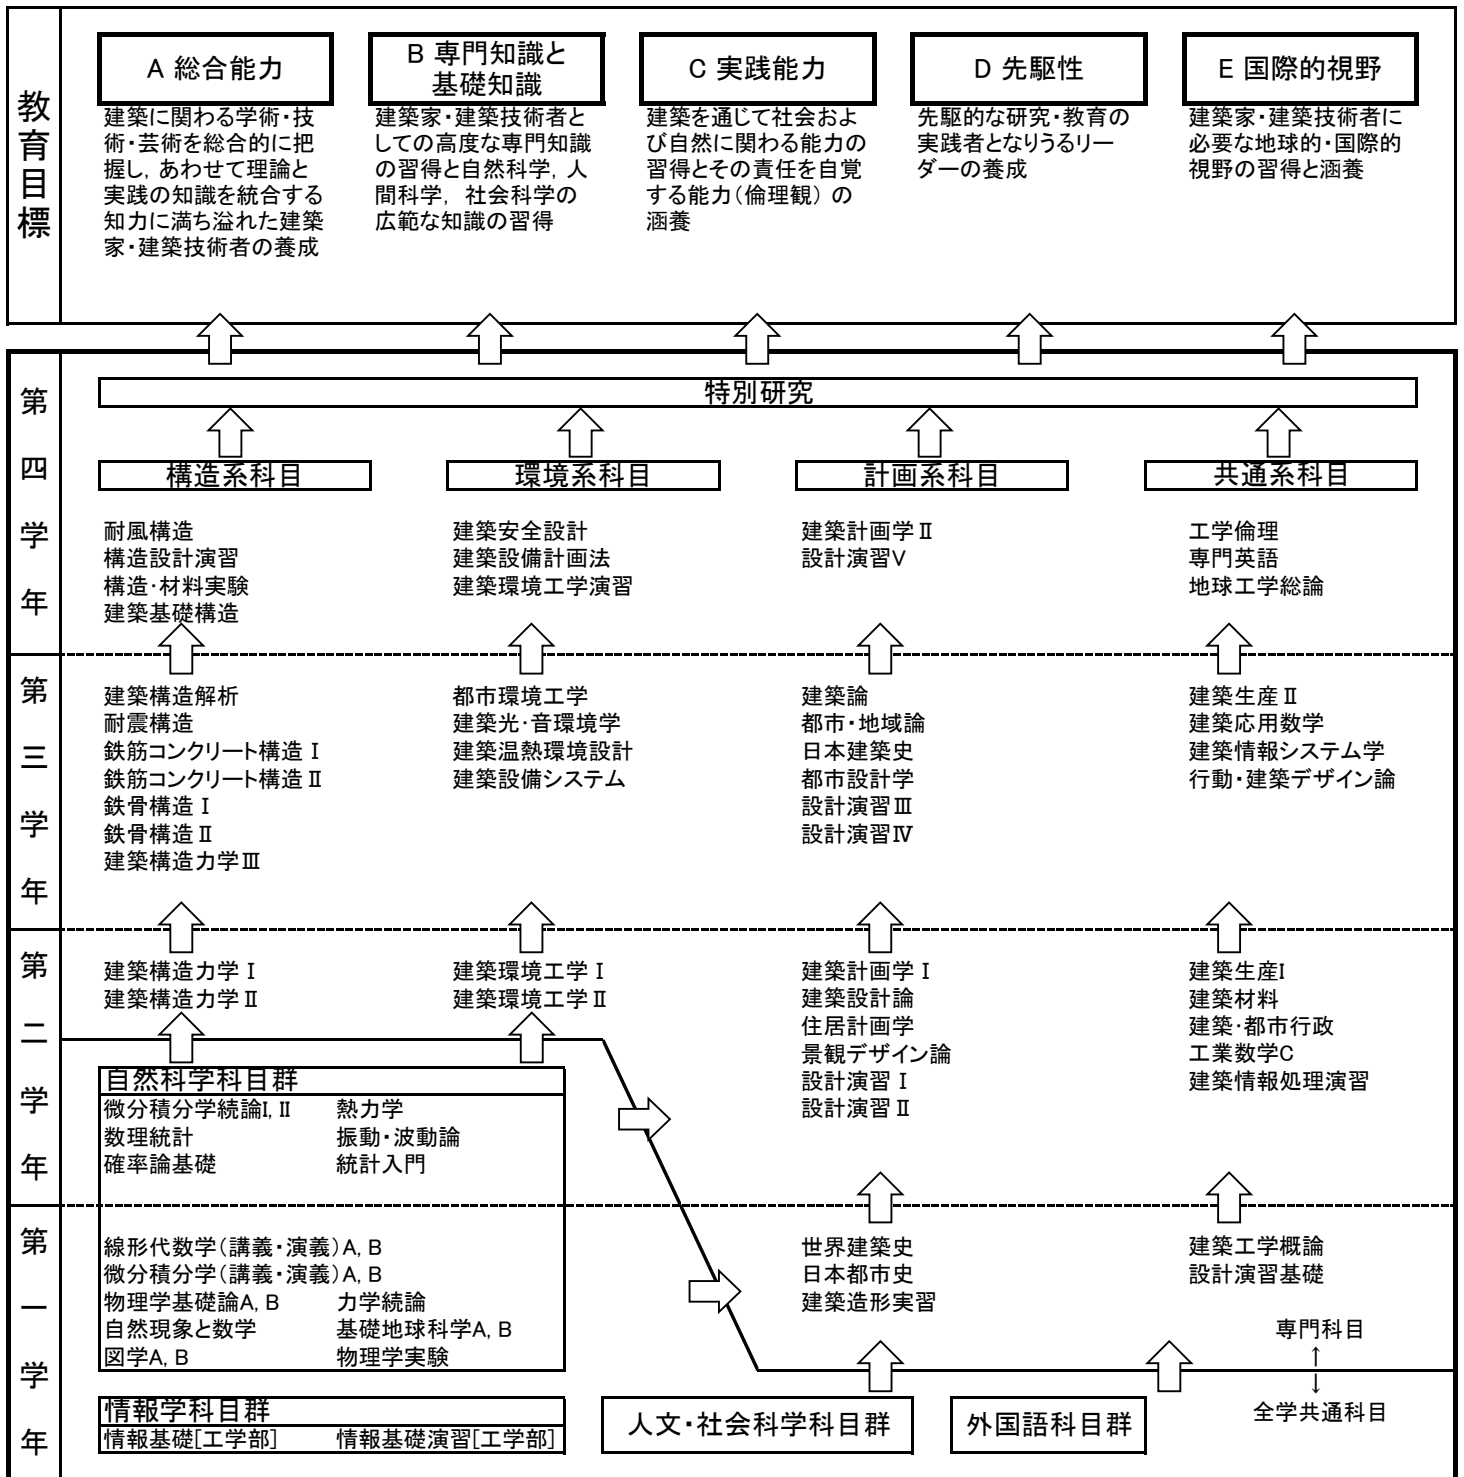 教育目標
A 総合能力
建築に関わる学術・技
術・芸術を総合的に把
握し, あわせて理論と
実践の知識を統合する
知力に満ち溢れた建築
家・建築技術者の養成
B 専門知識と
基礎知識
建築家・建築技術者と
しての高度な専門知識
の習得と自然科学, 人
間科学, 社会科学の
広範な知識の習得
C 実践能力
建築を通じて社会およ
び自然に関わる能力の
習得とその責任を自覚
する能力(倫理観) の
涵養
D 先駆性
先駆的な研究・教育の
実践者となりうるリー
ダーの養成
E 国際的視野
建築家・建築技術者に
必要な地球的・国際的
視野の習得と涵養
第四学年
特別研究
構造系科目
耐風構造
構造設計演習
構造・材料実験
建築基礎構造
環境系科目
建築安全設計
建築設備計画法
建築環境工学演習
計画系科目
建築計画学Ⅱ
設計演習V
共通系科目
工学倫理
専門英語
地球工学総論
第三学年
建築構造解析
耐震構造
鉄筋コンクリート構造Ⅰ
鉄筋コンクリート構造Ⅱ
鉄骨構造Ⅰ
鉄骨構造Ⅱ
建築構造力学Ⅲ
都市環境工学
建築光・音環境学
建築温熱環境設計
建築設備システム
建築論
都市・地域論
日本建築史
都市設計学
設計演習Ⅲ
設計演習Ⅳ
建築生産Ⅱ
建築応用数学
建築情報システム学
行動・建築デザイン論
第二学年
建築構造力学Ⅰ
建築構造力学Ⅱ
建築環境工学Ⅰ
建築環境工学Ⅱ
建築計画学Ⅰ
建築設計論
住居計画学
景観デザイン論
設計演習Ⅰ
設計演習Ⅱ
建築生産I
建築材料
建築・都市行政
工業数学C
建築情報処理演習
自然科学科目群
微分積分学続論I, II 熱力学
数理統計 振動・波動論
確率論基礎 統計入門
第一学年
線形代数学(講義・演義)A, B
微分積分学(講義・演義)A, B
物理学基礎論A, B 力学続論
自然現象と数学 基礎地球科学A, B
図学A, B 物理学実験
世界建築史
日本都市史
建築造形実習
建築工学概論
設計演習基礎
専門科目
↑
↓
全学共通科目
情報学科目群
情報基礎[工学部] 情報基礎演習[工学部]
人文・社会科学科目群
外国語科目群